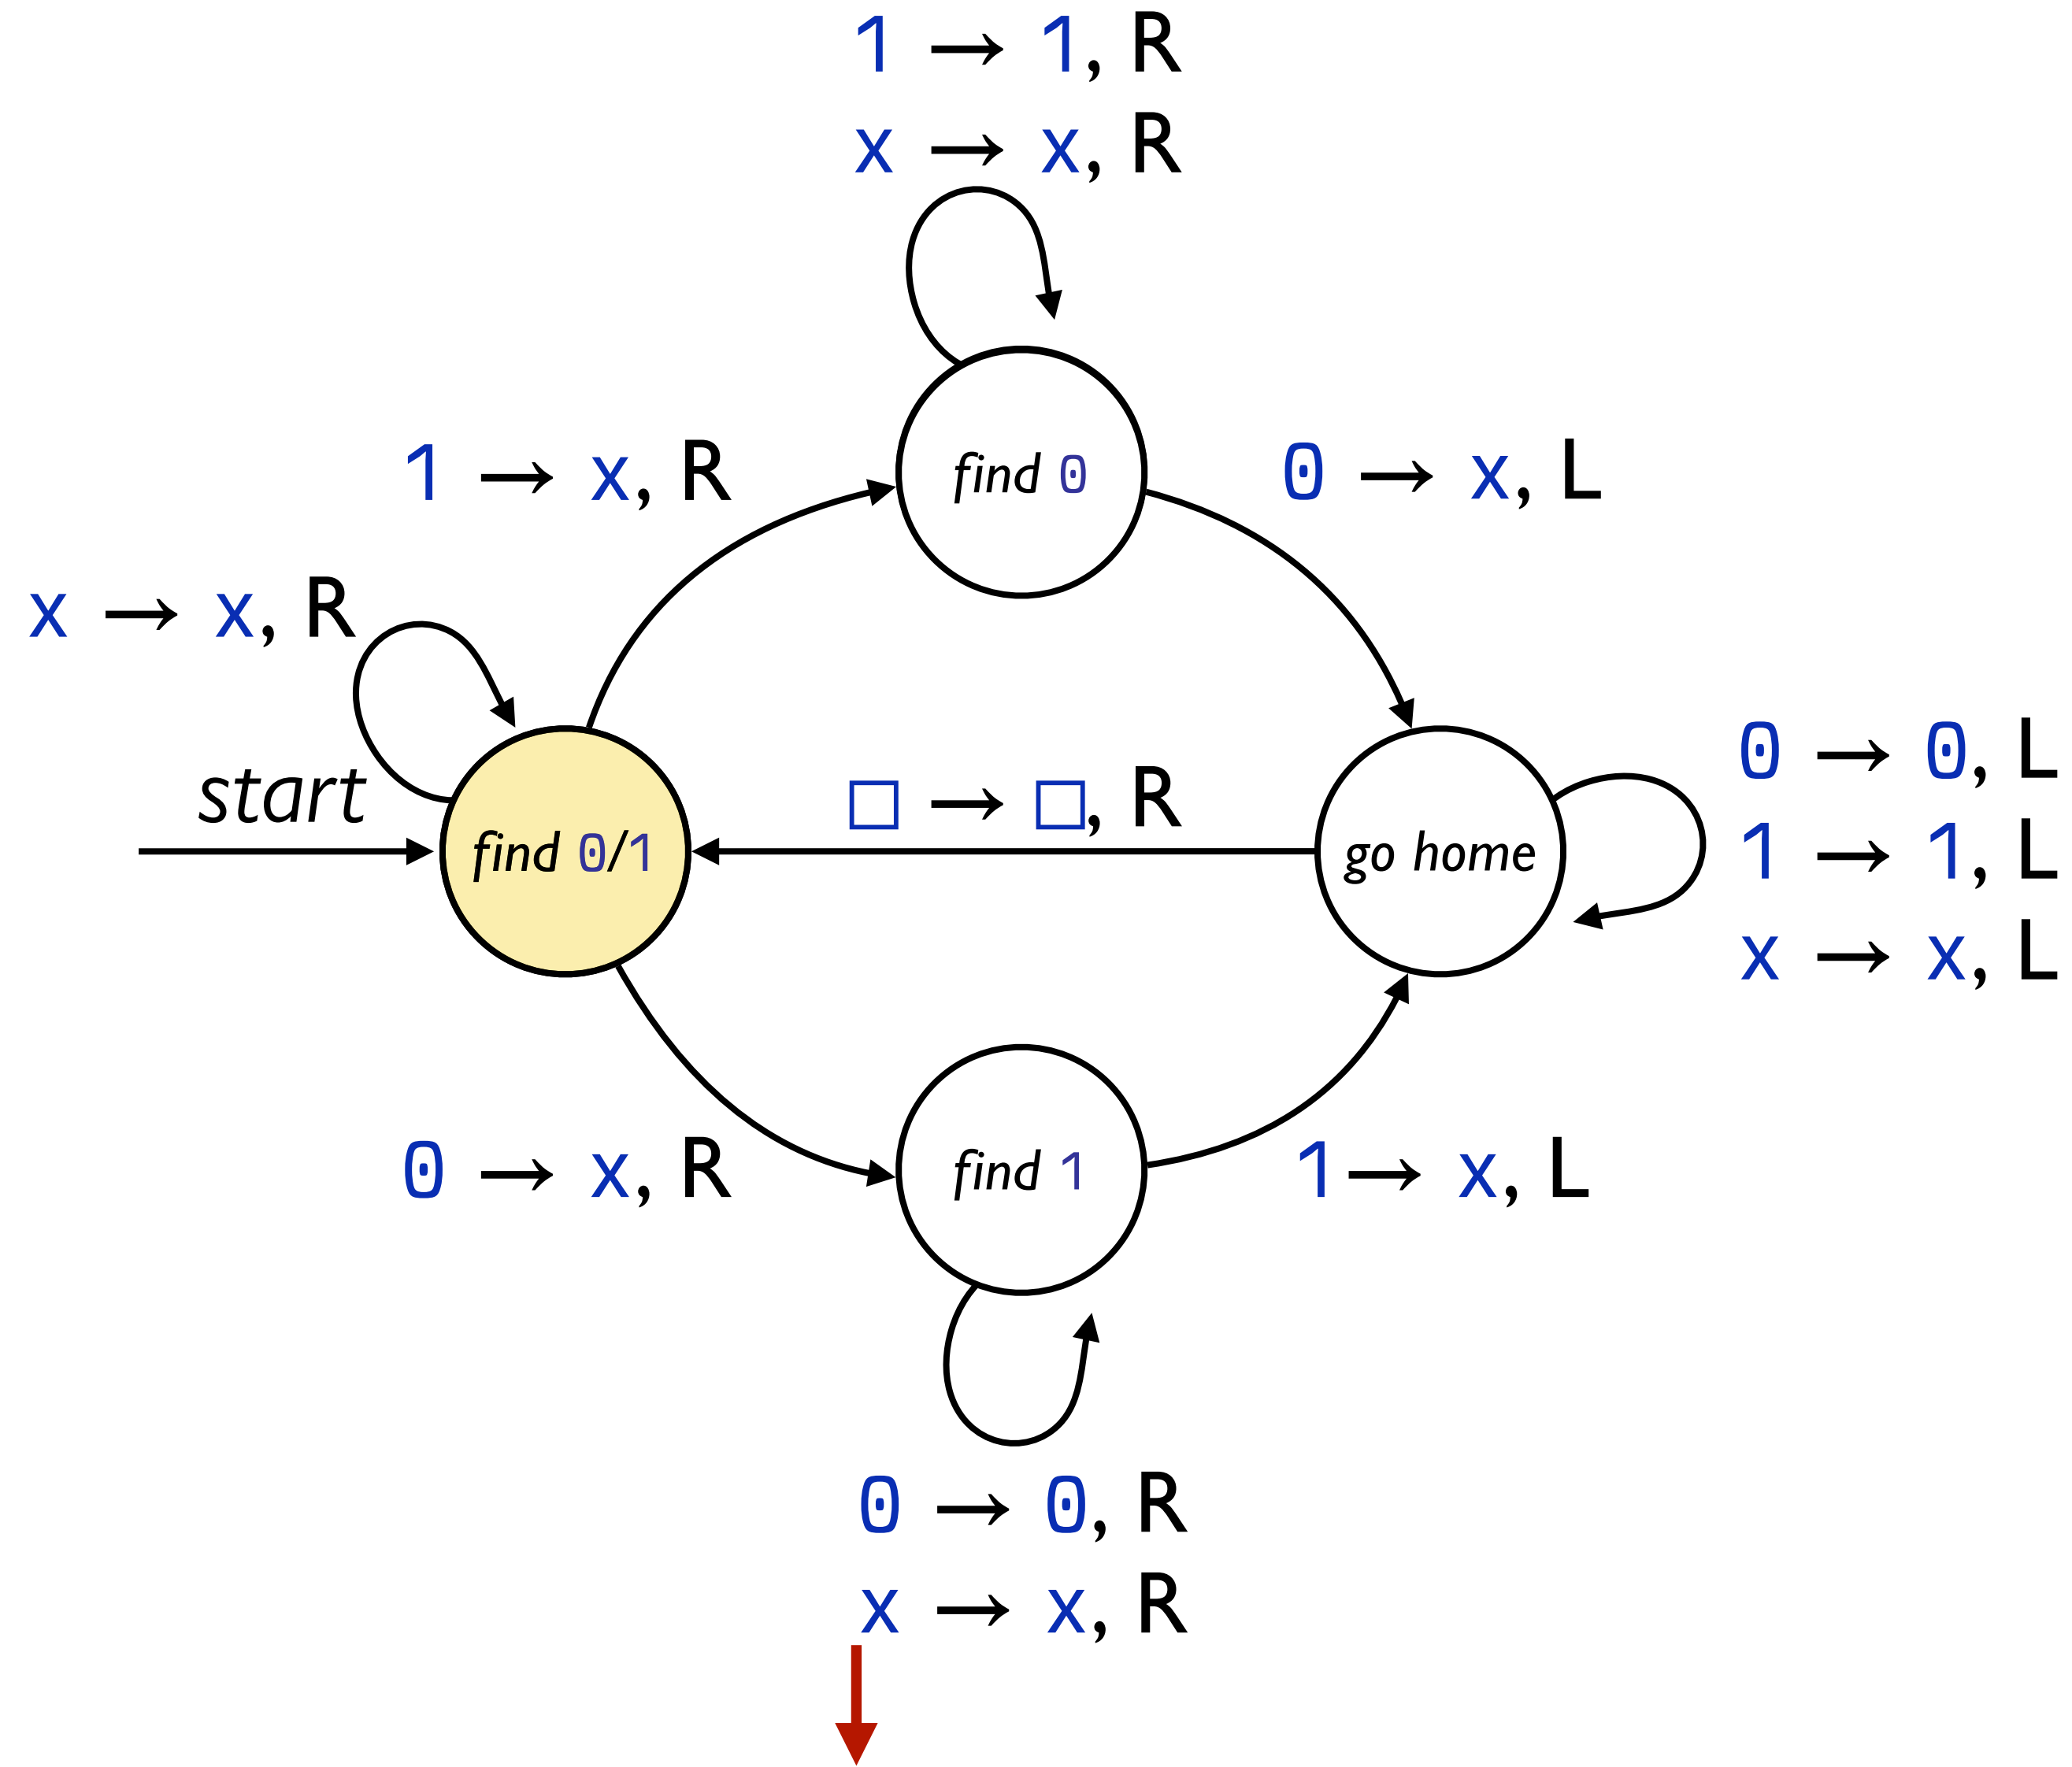 1 → 1, R
x → x, R
find 0
1 → x, R
0 → x, L
x → x, R
start
find 0/1
□ → □, R
go home
0 → 0, L
1 → 1, L
x → x, L
0 → x, R
find 1
1→ x, L
0 → 0, R
x → x, R